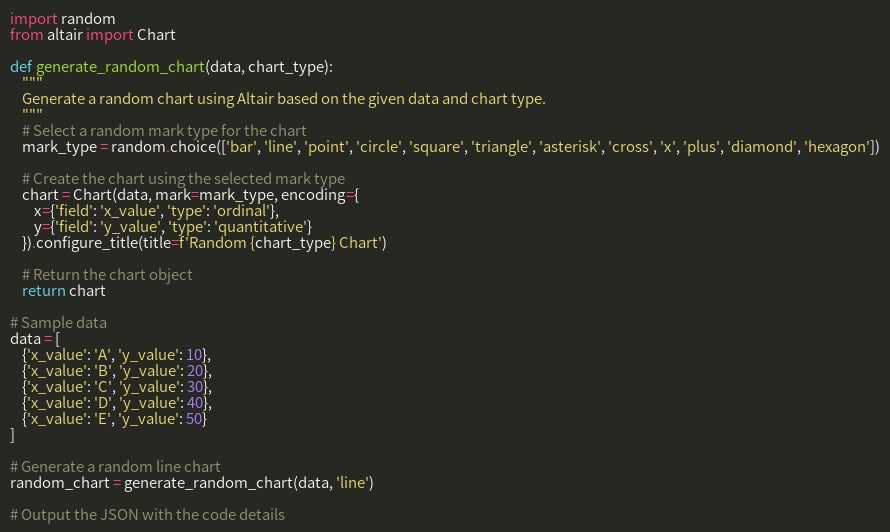 import random
from altair import Chart
def generate_random_chart(data, chart_type):
"""
Generate a random chart using Altair based on the given data and chart type.
"""
# Select a random mark type for the chart
mark_type = random.choice(['bar', 'line', 'point', 'circle', 'square', 'triangle', 'asterisk', 'cross', 'x', 'plus', 'diamond', 'hexagon'])
# Create the chart using the selected mark type
chart = Chart(data, mark=mark_type, encoding={
x={'field': 'x_value', 'type': 'ordinal'},
y={'field': 'y_value', 'type': 'quantitative'}
}).configure_title(title=f'Random {chart_type} Chart')
# Return the chart object
return chart
# Sample data
data = [
{'x_value': 'A', 'y_value': 10},
{'x_value': 'B', 'y_value': 20},
{'x_value': 'C', 'y_value': 30},
{'x_value': 'D', 'y_value': 40},
{'x_value': 'E', 'y_value': 50}
]
# Generate a random line chart
random_chart = generate_random_chart(data, 'line')
# Output the JSON with the code details